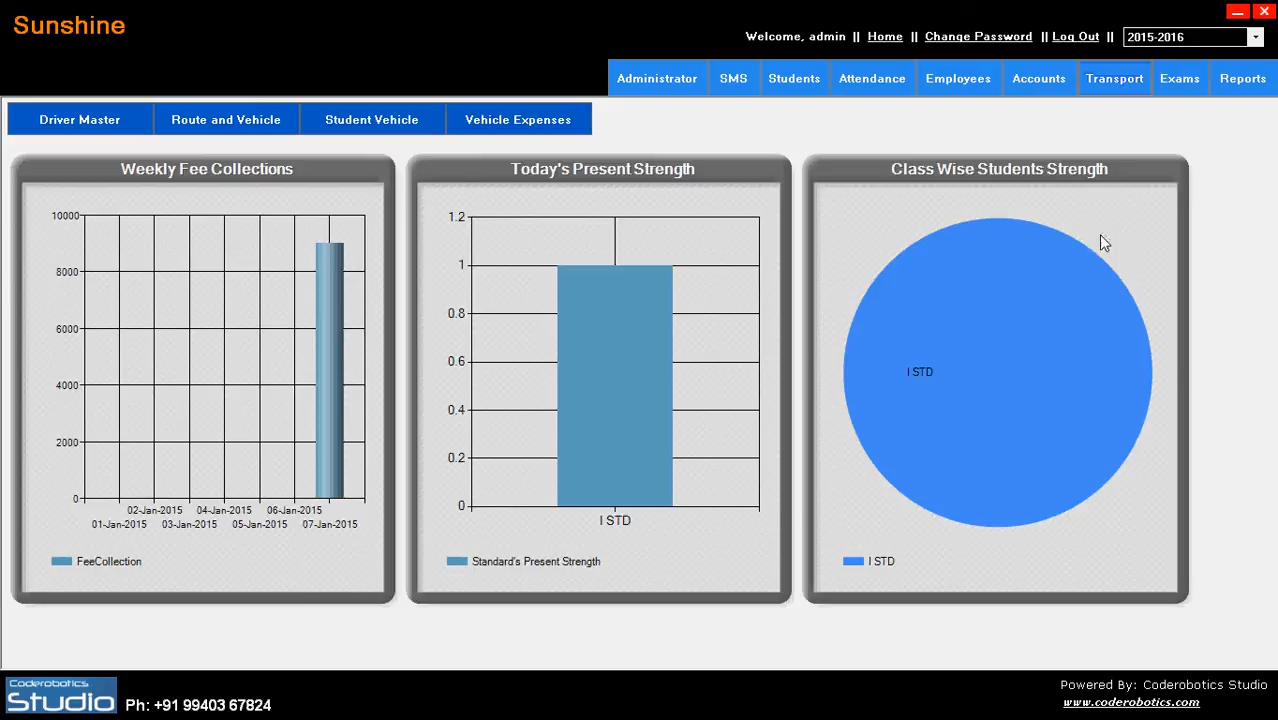 Sunshine
Welcome, admin || Home || Change Password || Log Out || 2015-2016
Administrator SMS Students Attendance Employees Accounts Transport Exams Reports
Driver Master Route and Vehicle Student Vehicle Vehicle Expenses
Weekly Fee Collections
10000
8000
6000
4000
2000
0
02-Jan-2015 04-Jan-2015 06-Jan-2015
01-Jan-2015 03-Jan-2015 05-Jan-2015 07-Jan-2015
FeeCollection
Today's Present Strength
1.2
1
0.8
0.6
0.4
0.2
0
I STD
Standard's Present Strength
Class Wise Students Strength
I STD
I STD
Coderobotics
Studio
Ph: +91 99403 67824
Powered By: Coderobotics Studio
www.coderobotics.com